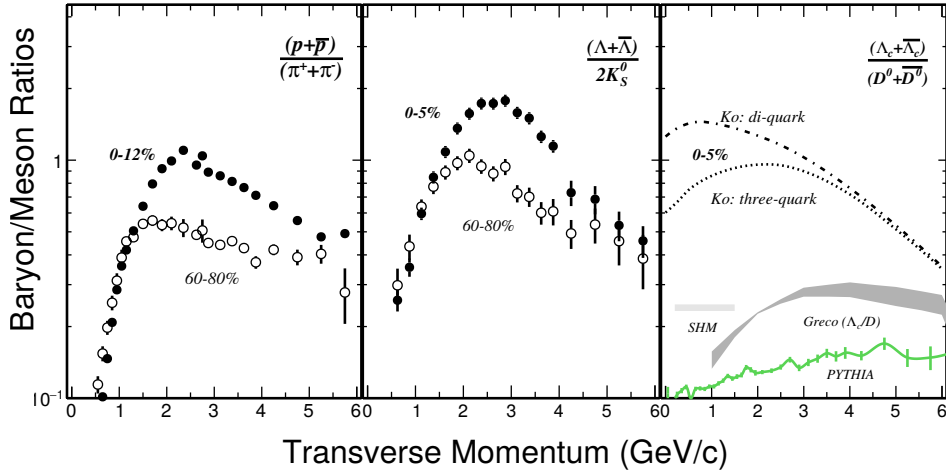 Baryon/Meson Ratios
1
10⁻¹
(p+p̅)
(π⁺+π⁻)
0-12%
60-80%
(Λ+Λ̅)
2K⁰_S
0-5%
60-80%
(Λc+Λ̅c)
(D⁰+D̅⁰)
Ko: di-quark
0-5%
Ko: three-quark
SHM
Greco (Λc/D)
PYTHIA
0 1 2 3 4 5 6
0 1 2 3 4 5 6
0 1 2 3 4 5 6
Transverse Momentum (GeV/c)